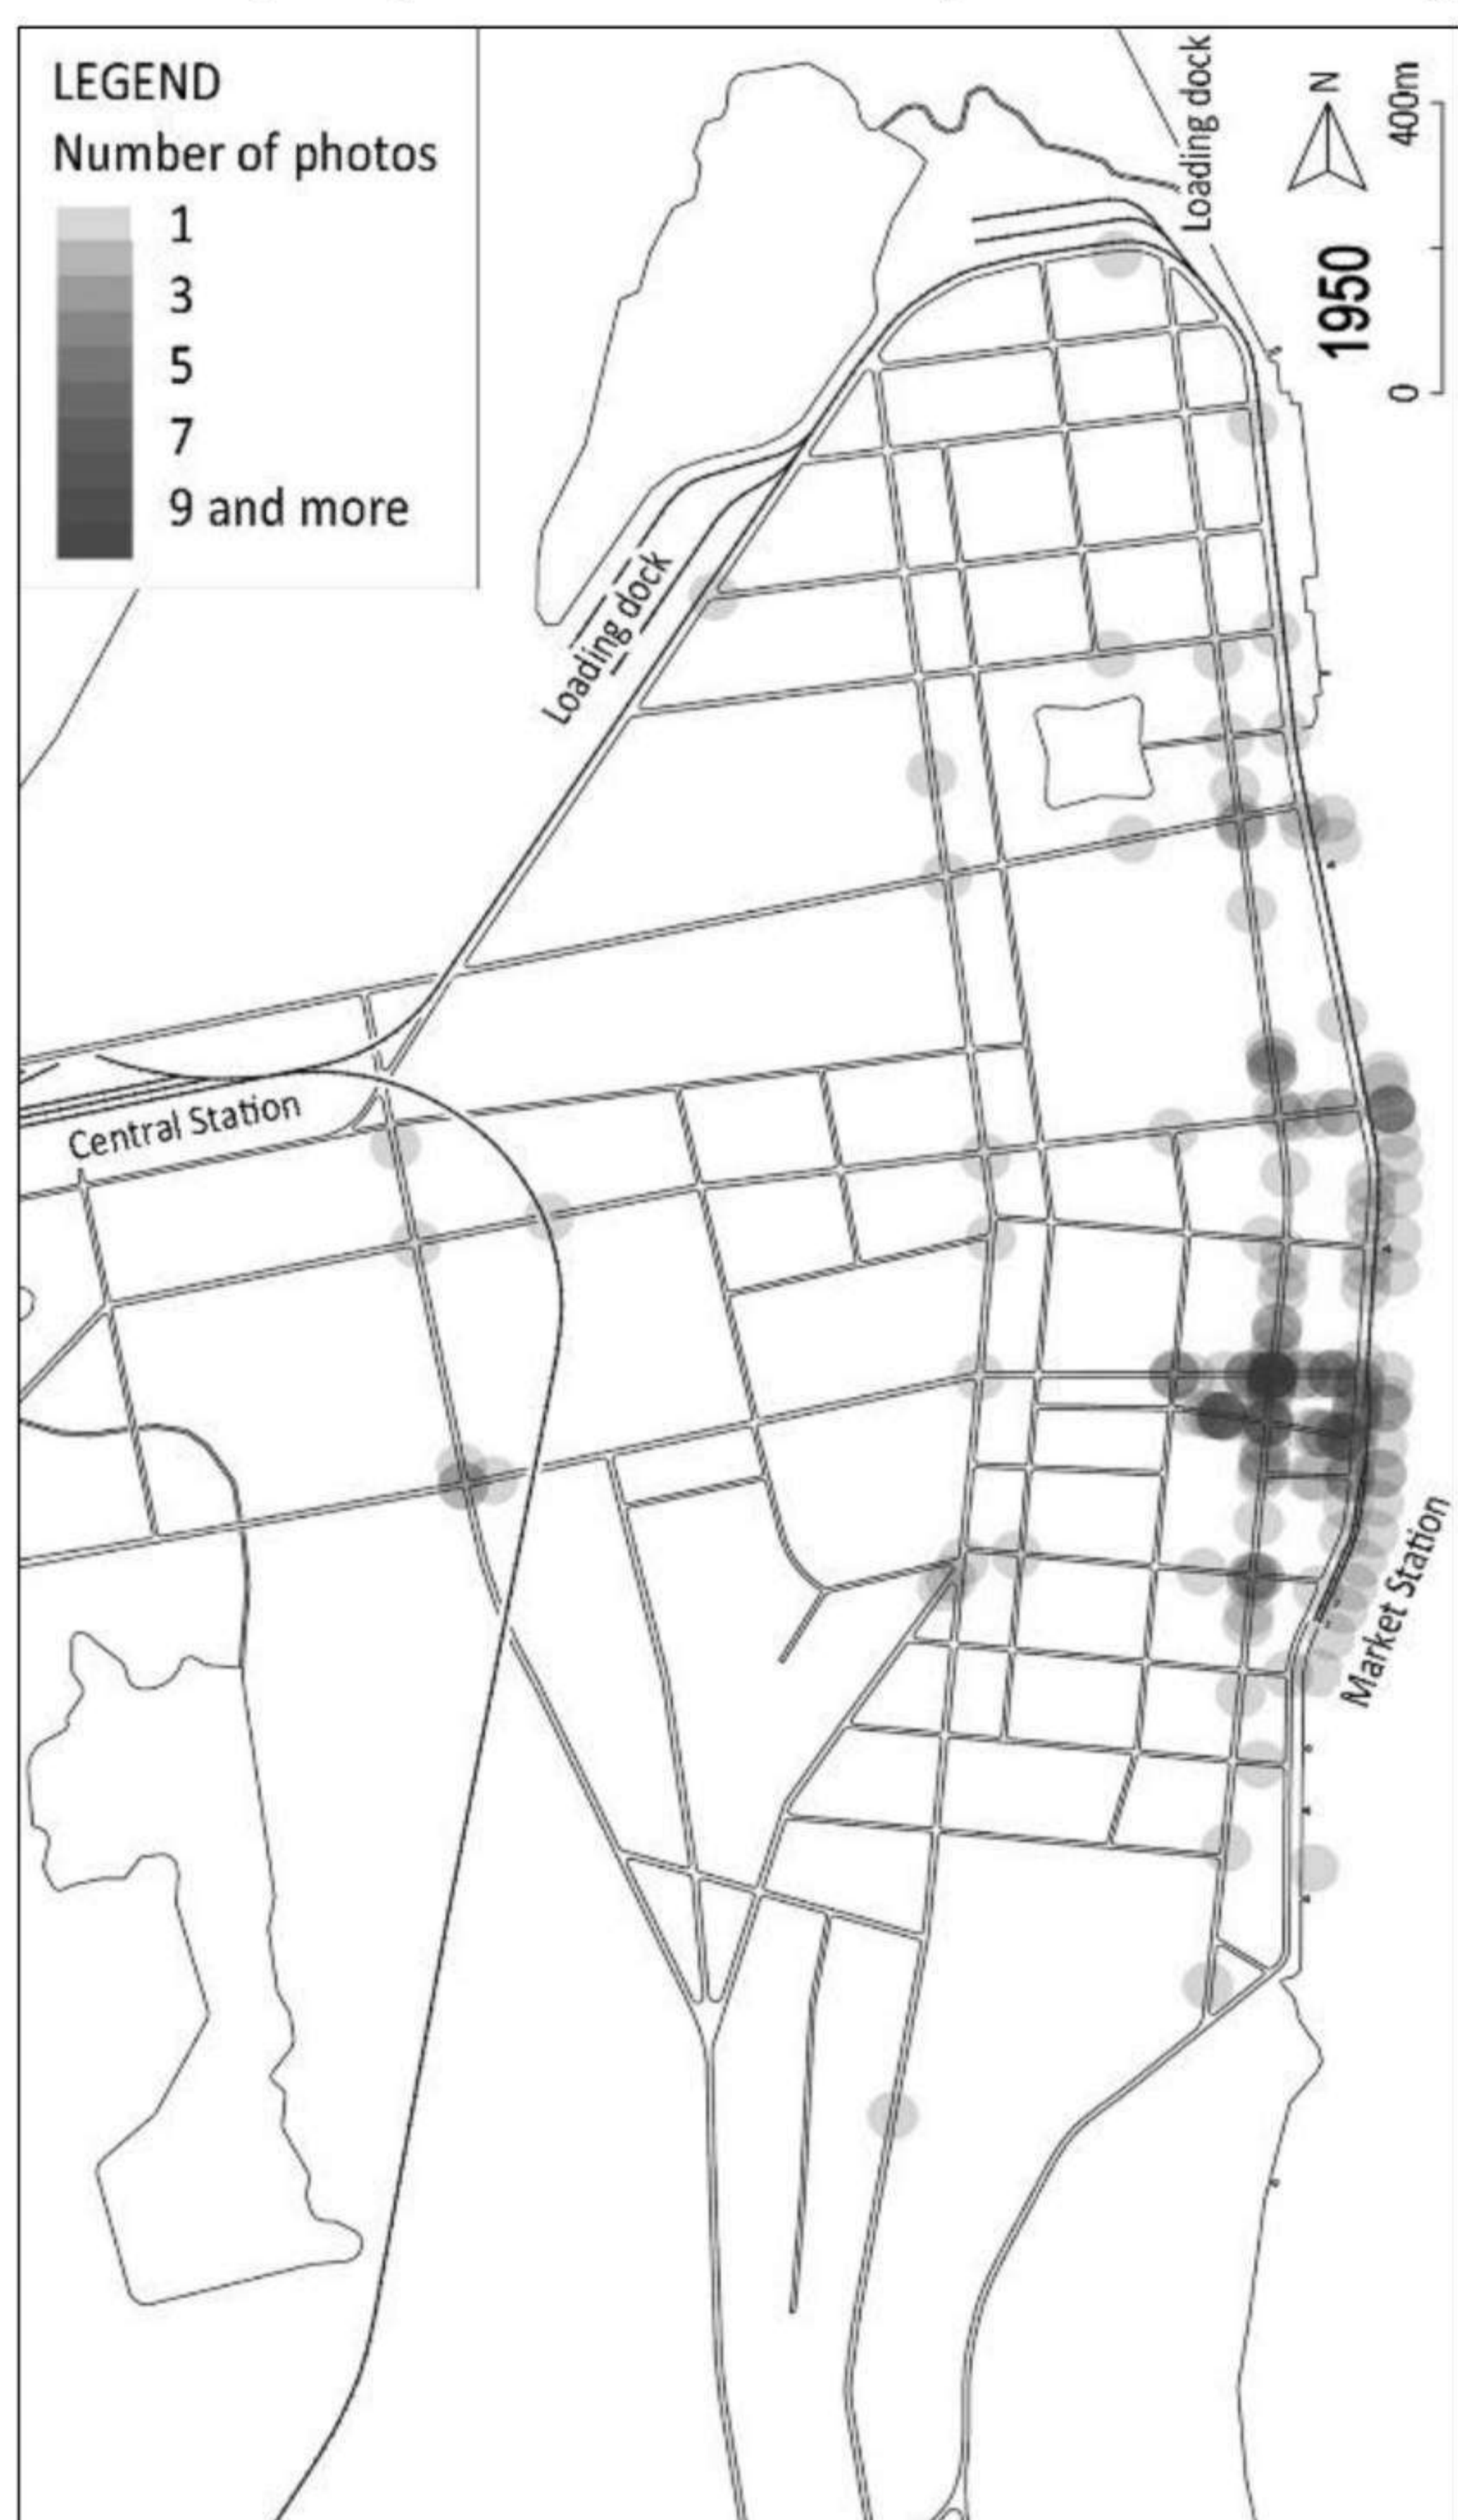 LEGEND
Number of photos
1
3
5
7
9 and more
Loading dock
N
400m
1950
0
Loading dock
Central Station
Market Station